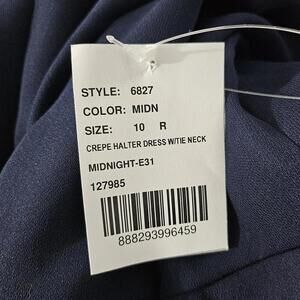 STYLE: 6827
COLOR: MIDN
SIZE: 10 R
CREPE HALTER DRESS W/TIE NECK
MIDNIGHT-E31
127985
888293996459